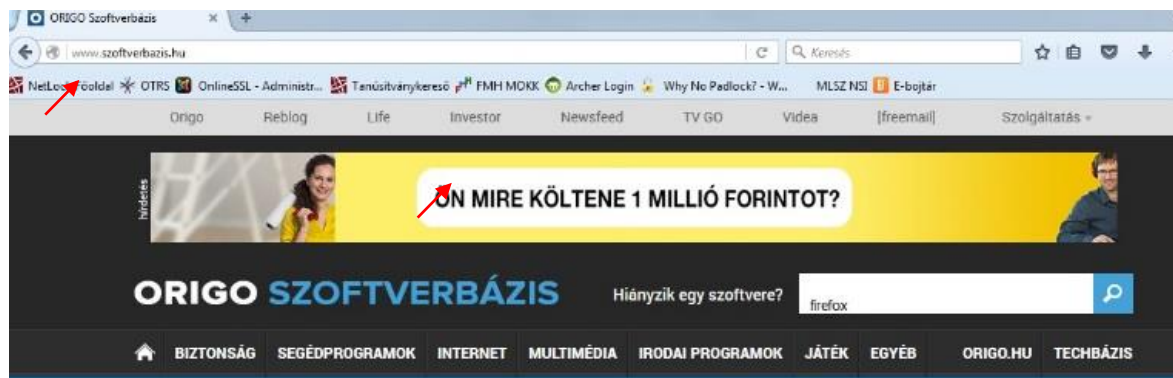 ORIGO Szoftverbázis
www.szoftverbazis.hu
Keresés
OTRS OnlineSSL - Administr... Tanúsítványkereső FMH MOKK Archer Login Why No Padlock? - W... MLSZ NSI E-bojtár
Origo Reblog Life Investor Newsfeed TV GO Videa [freemail] Szolgáltatás
hirdetés
ÖN MIRE KÖLTENE 1 MILLIÓ FORINTOT?
ORIGO SZOFTVERBÁZIS Hiányzik egy szoftvere? firefox
BIZTONSÁG SEGÉDPROGRAMOK INTERNET MULTIMÉDIA IRODAI PROGRAMOK JÁTÉK EGYÉB ORIGO.HU TECHBÁZIS